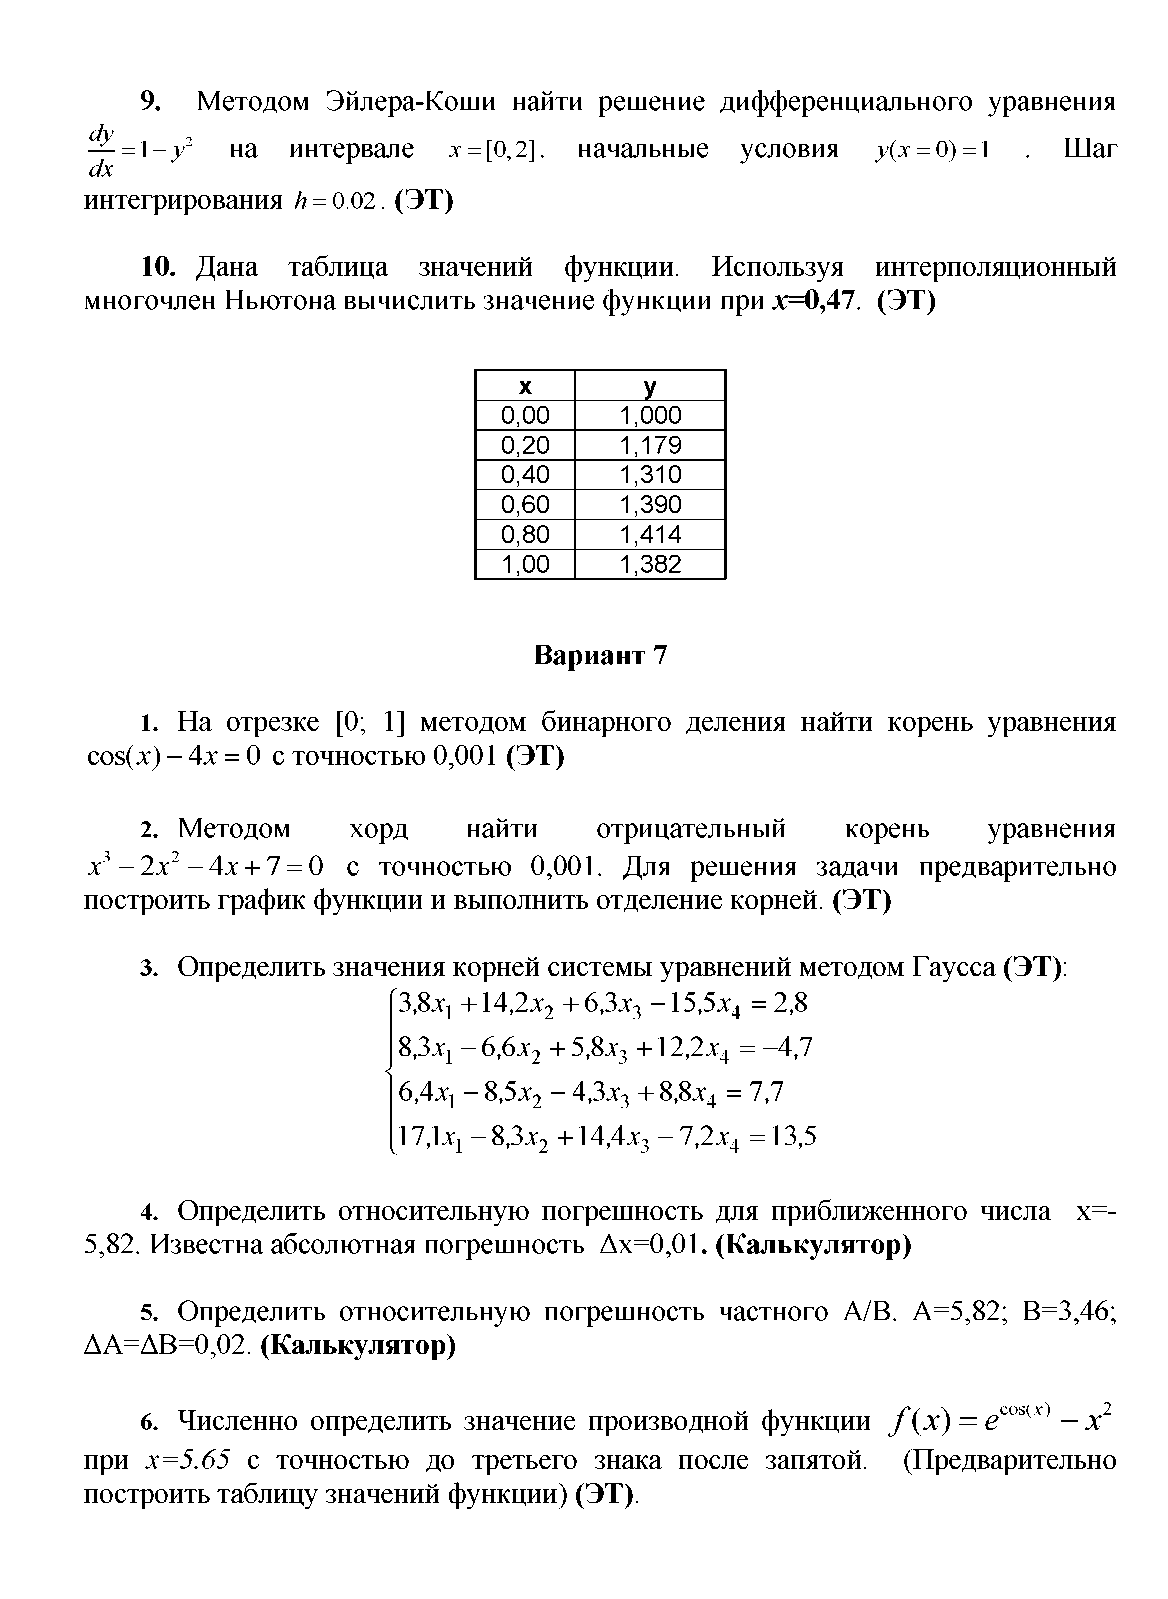 9. Методом Эйлера-Коши найти решение дифференциального уравнения
dy/dx = 1 − y² на интервале x = [0, 2]. начальные условия y(x = 0) = 1 . Шаг
интегрирования h = 0.02. (ЭТ)
10. Дана таблица значений функции. Используя интерполяционный
многочлен Ньютона вычислить значение функции при x=0,47. (ЭТ)
x y
0,00 1,000
0,20 1,179
0,40 1,310
0,60 1,390
0,80 1,414
1,00 1,382
Вариант 7
1. На отрезке [0; 1] методом бинарного деления найти корень уравнения
cos(x) − 4x = 0 с точностью 0,001 (ЭТ)
2. Методом хорд найти отрицательный корень уравнения
x³ − 2x² − 4x + 7 = 0 с точностью 0,001. Для решения задачи предварительно
построить график функции и выполнить отделение корней. (ЭТ)
3. Определить значения корней системы уравнений методом Гаусса (ЭТ):
3,8x₁ + 14,2x₂ + 6,3x₃ − 15,5x₄ = 2,8
8,3x₁ − 6,6x₂ + 5,8x₃ + 12,2x₄ = −4,7
6,4x₁ − 8,5x₂ − 4,3x₃ + 8,8x₄ = 7,7
17,1x₁ − 8,3x₂ + 14,4x₃ − 7,2x₄ = 13,5
4. Определить относительную погрешность для приближенного числа x=-
5,82. Известна абсолютная погрешность Δx=0,01. (Калькулятор)
5. Определить относительную погрешность частного A/B. A=5,82; B=3,46;
ΔA=ΔB=0,02. (Калькулятор)
6. Численно определить значение производной функции f(x) = e^cos(x) − x²
при x=5.65 с точностью до третьего знака после запятой. (Предварительно
построить таблицу значений функции) (ЭТ).